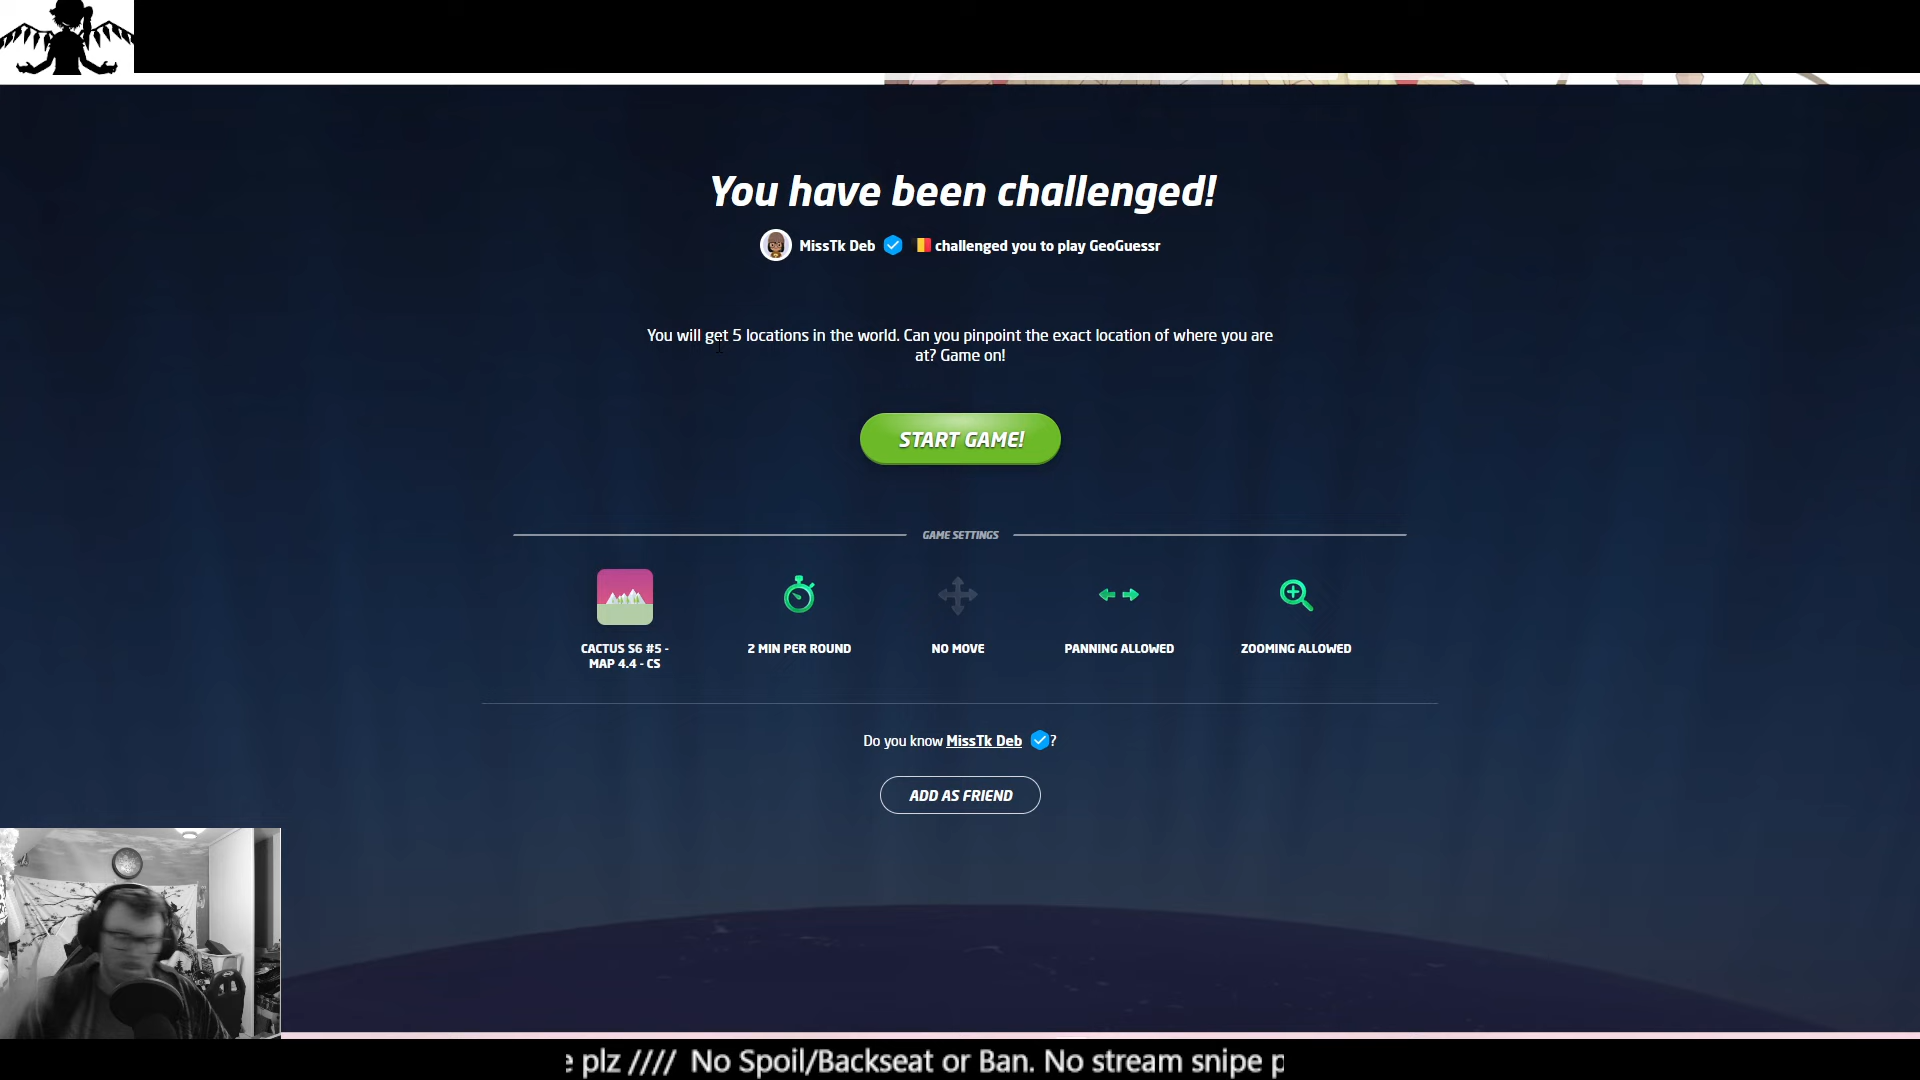 You have been challenged!
MissTk Deb challenged you to play GeoGuessr
You will get 5 locations in the world. Can you pinpoint the exact location of where you are
at? Game on!
START GAME!
GAME SETTINGS
CACTUS S6 #5 -
MAP 4.4 - CS
2 MIN PER ROUND
NO MOVE
PANNING ALLOWED
ZOOMING ALLOWED
Do you know MissTk Deb ?
ADD AS FRIEND
e plz //// No Spoil/Backseat or Ban. No stream snipe p